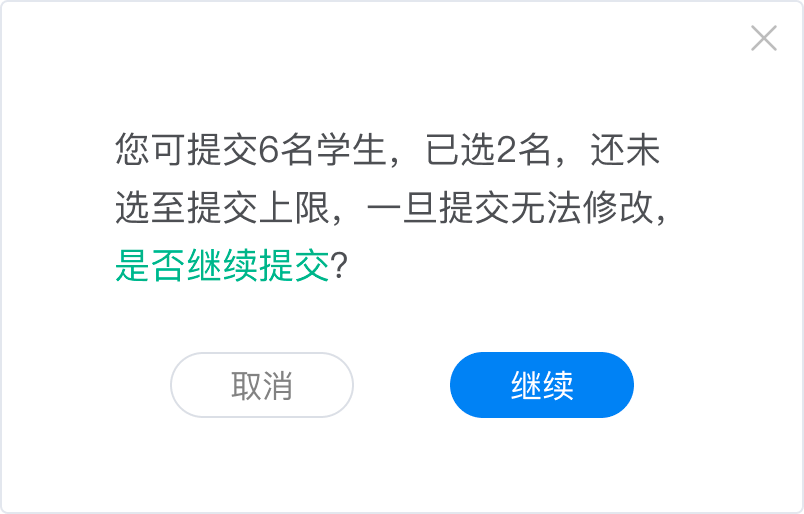 您可提交6名学生，已选2名，还未
选至提交上限，一旦提交无法修改，
是否继续提交?
取消
继续